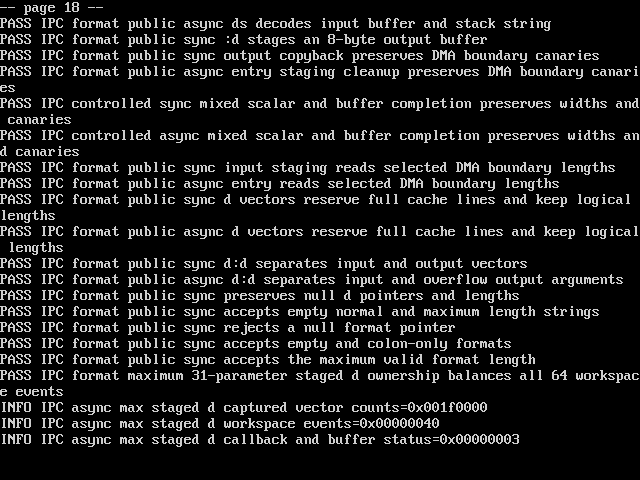 -- page 18 --
PASS IPC format public async ds decodes input buffer and stack string
PASS IPC format public sync :d stages an 8-byte output buffer
PASS IPC format public sync output copyback preserves DMA boundary canaries
PASS IPC format public async entry staging cleanup preserves DMA boundary canari
es
PASS IPC controlled sync mixed scalar and buffer completion preserves widths and
 canaries
PASS IPC controlled async mixed scalar and buffer completion preserves widths an
d canaries
PASS IPC format public sync input staging reads selected DMA boundary lengths
PASS IPC format public async entry reads selected DMA boundary lengths
PASS IPC format public sync d vectors reserve full cache lines and keep logical
lengths
PASS IPC format public async d vectors reserve full cache lines and keep logical
 lengths
PASS IPC format public sync d:d separates input and output vectors
PASS IPC format public async d:d separates input and overflow output arguments
PASS IPC format public sync preserves null d pointers and lengths
PASS IPC format public sync accepts empty normal and maximum length strings
PASS IPC format public sync rejects a null format pointer
PASS IPC format public sync accepts empty and colon-only formats
PASS IPC format public sync accepts the maximum valid format length
PASS IPC format maximum 31-parameter staged d ownership balances all 64 workspac
e events
INFO IPC async max staged d captured vector counts=0x001f0000
INFO IPC async max staged d workspace events=0x00000040
INFO IPC async max staged d callback and buffer status=0x00000003